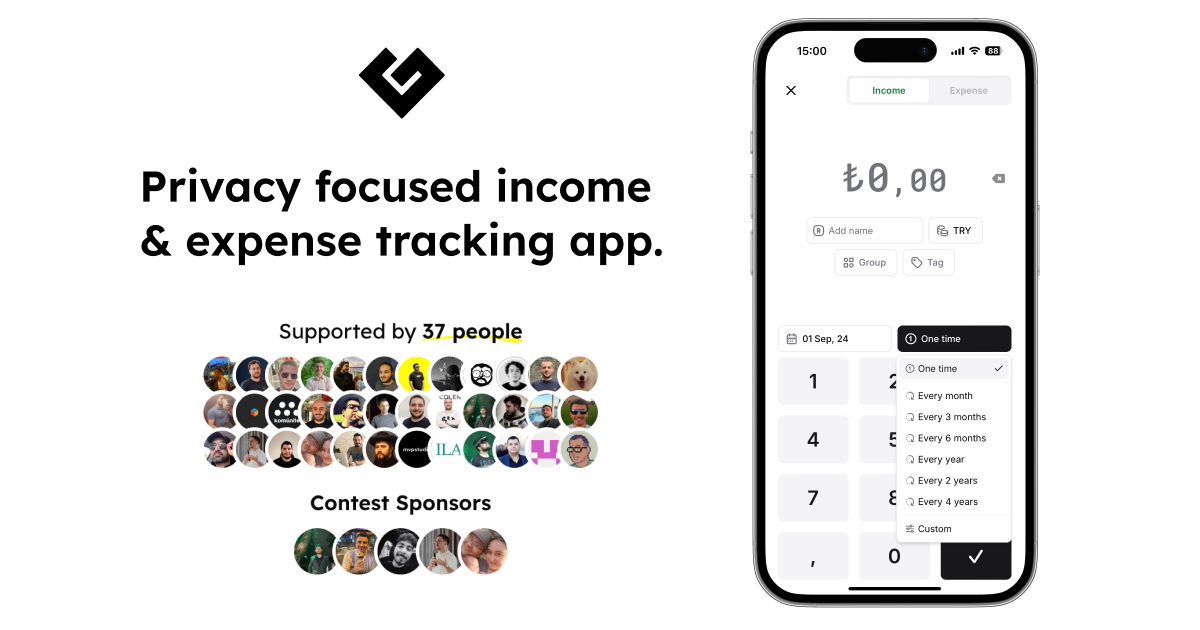 Privacy focused income
& expense tracking app.
Supported by 37 people
COLEN
komünite
mvpstudio
ILA
Contest Sponsors
15:00
88
Income
Expense
₺0,00
Add name
TRY
Group
Tag
01 Sep, 24
One time
One time
Every month
Every 3 months
Every 6 months
Every year
Every 2 years
Every 4 years
Custom
1
2
4
5
7
8
,
0